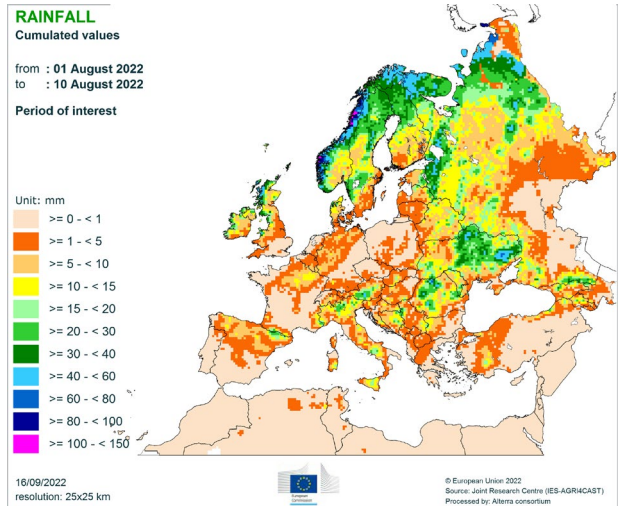 RAINFALL
Cumulated values
from : 01 August 2022
to : 10 August 2022
Period of interest
Unit: mm
>= 0 - < 1
>= 1 - < 5
>= 5 - < 10
>= 10 - < 15
>= 15 - < 20
>= 20 - < 30
>= 30 - < 40
>= 40 - < 60
>= 60 - < 80
>= 80 - < 100
>= 100 - < 150
16/09/2022
resolution: 25x25 km
European
Commission
© European Union 2022
Source: Joint Research Centre (IES-AGRI4CAST)
Processed by: Alterra consortium